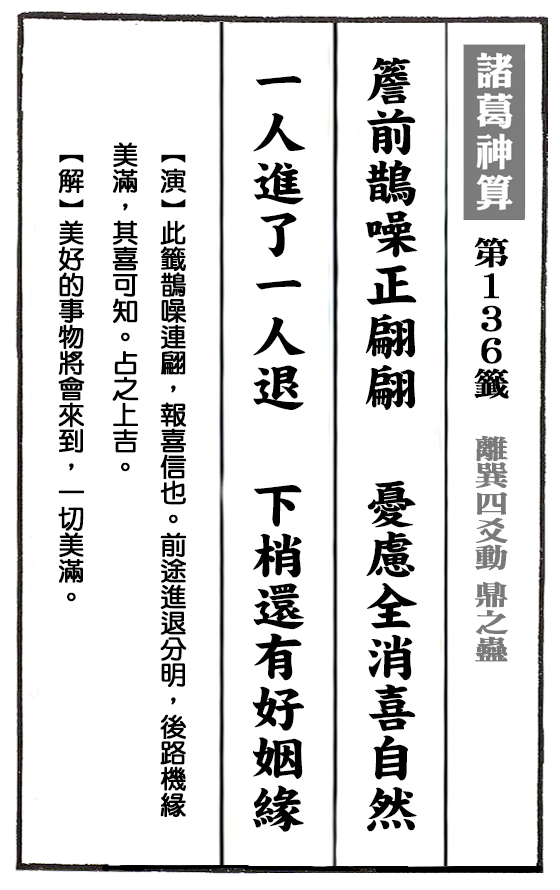 諸葛神算 第136籤 離巽四爻動 鼎之蠱
簷前鵲噪正翩翩 憂慮全消喜自然
一人進了一人退 下梢還有好姻緣
【演】此籤鵲噪連翩，報喜信也。前途進退分明，後路機緣
美滿，其喜可知。占之上吉。
【解】美好的事物將會來到，一切美滿。